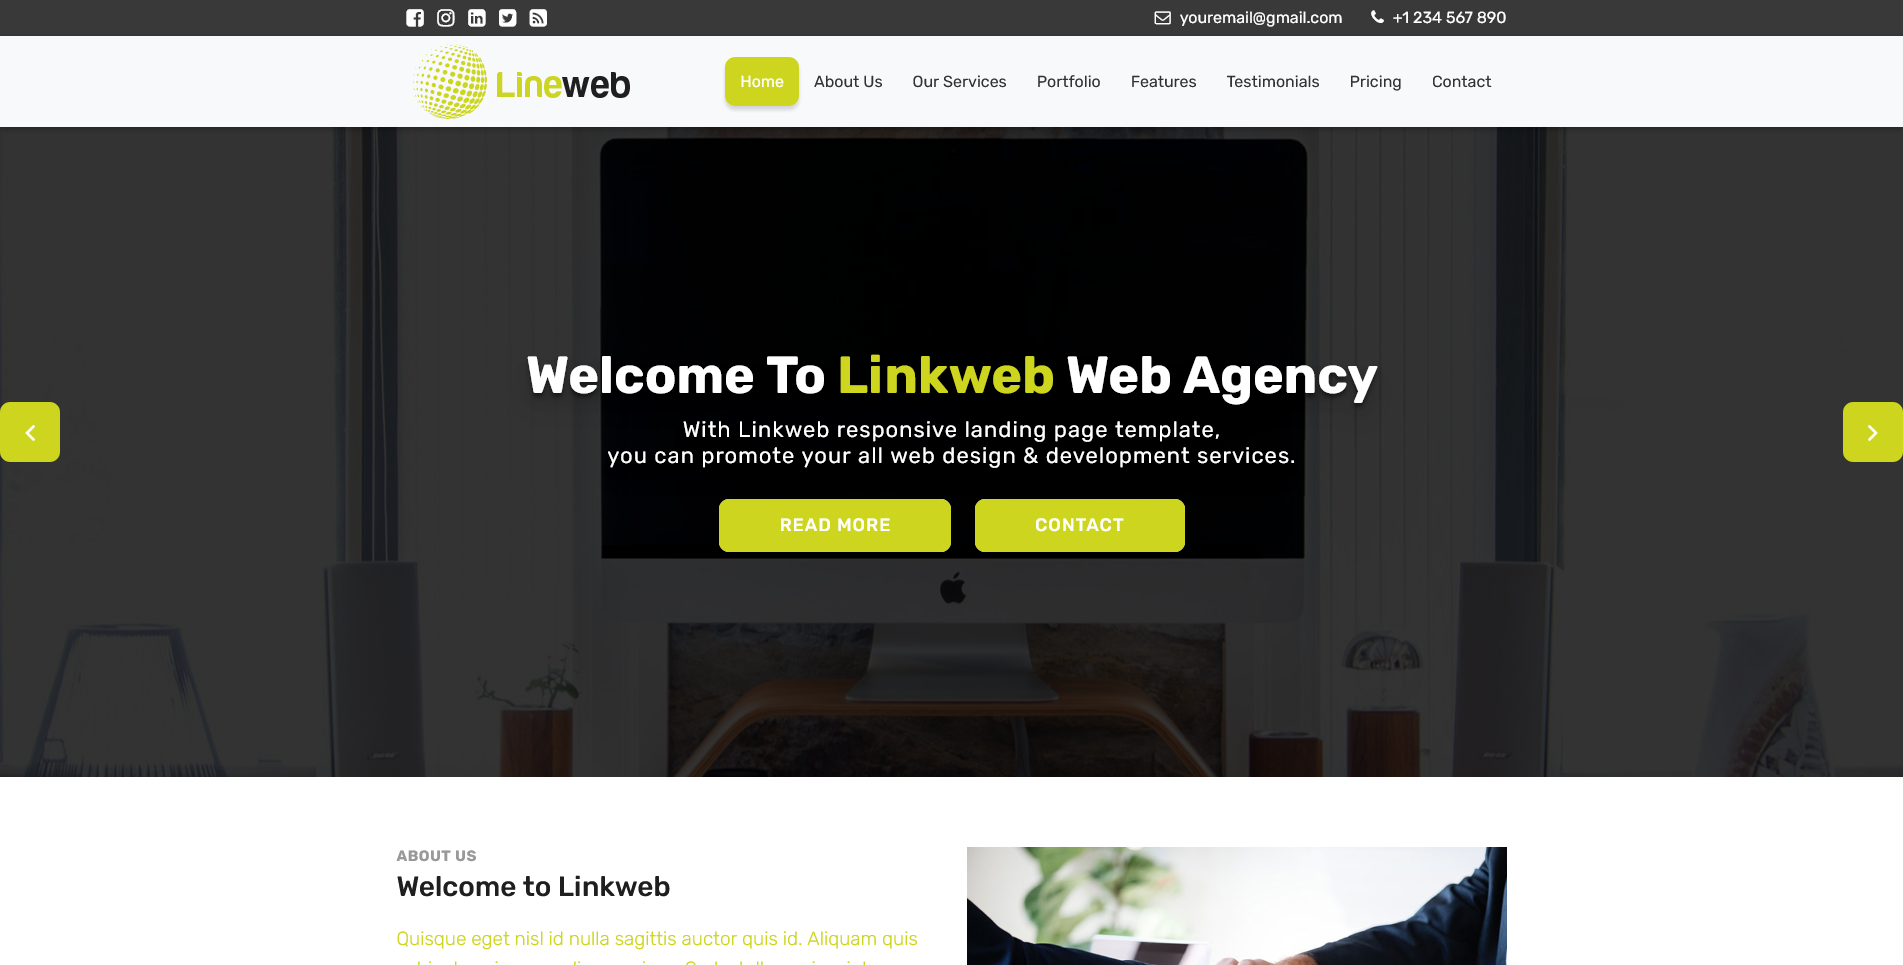 youremail@gmail.com +1 234 567 890
Lineweb
Home About Us Our Services Portfolio Features Testimonials Pricing Contact
Welcome To Linkweb Web Agency
With Linkweb responsive landing page template,
you can promote your all web design & development services.
READ MORE CONTACT
ABOUT US
Welcome to Linkweb
Quisque eget nisl id nulla sagittis auctor quis id. Aliquam quis